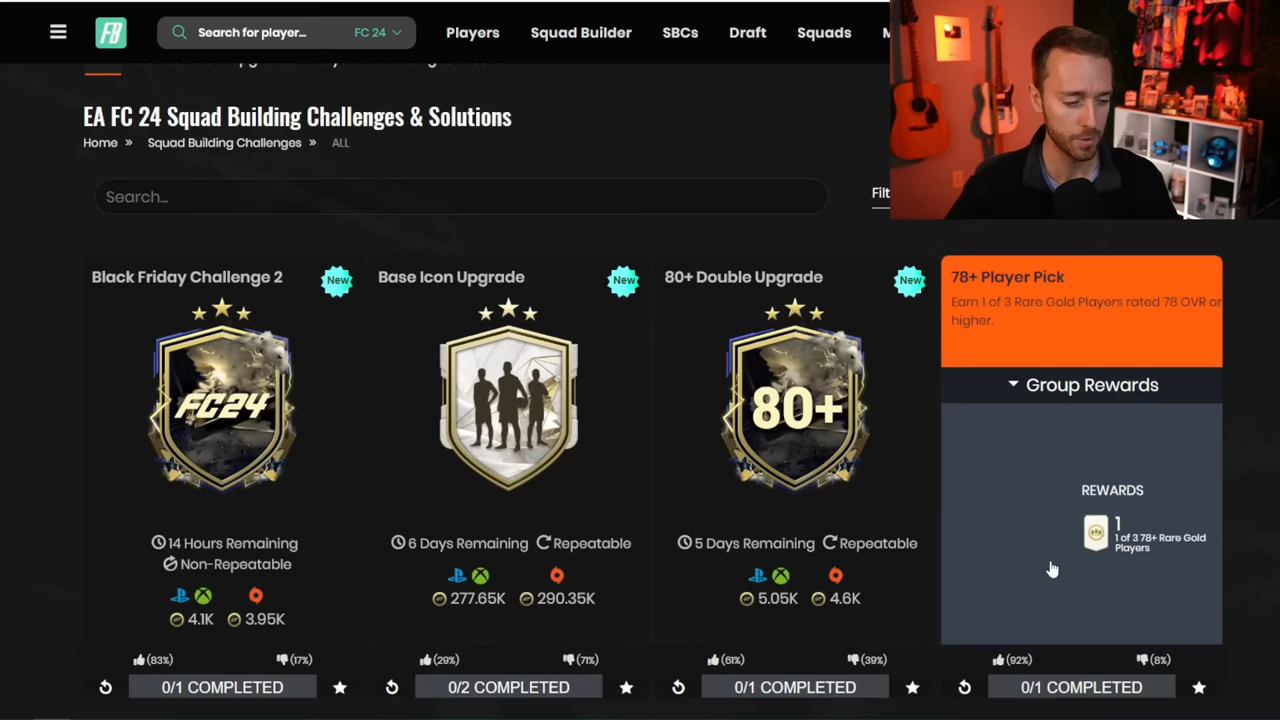 FB
Search for player...
FC 24
Players
Squad Builder
SBCs
Draft
Squads
EA FC 24 Squad Building Challenges & Solutions
Home » Squad Building Challenges » ALL
Search...
Filt
Black Friday Challenge 2
New
FC24
14 Hours Remaining
Non-Repeatable
4.1K
3.95K
(83%)
(17%)
0/1 COMPLETED
Base Icon Upgrade
New
6 Days Remaining
Repeatable
277.65K
290.35K
(29%)
(71%)
0/2 COMPLETED
80+ Double Upgrade
New
80+
5 Days Remaining
Repeatable
5.05K
4.6K
(61%)
(39%)
0/1 COMPLETED
78+ Player Pick
Earn 1 of 3 Rare Gold Players rated 78 OVR or
higher.
Group Rewards
REWARDS
1
1 of 3 78+ Rare Gold
Players
(92%)
(8%)
0/1 COMPLETED